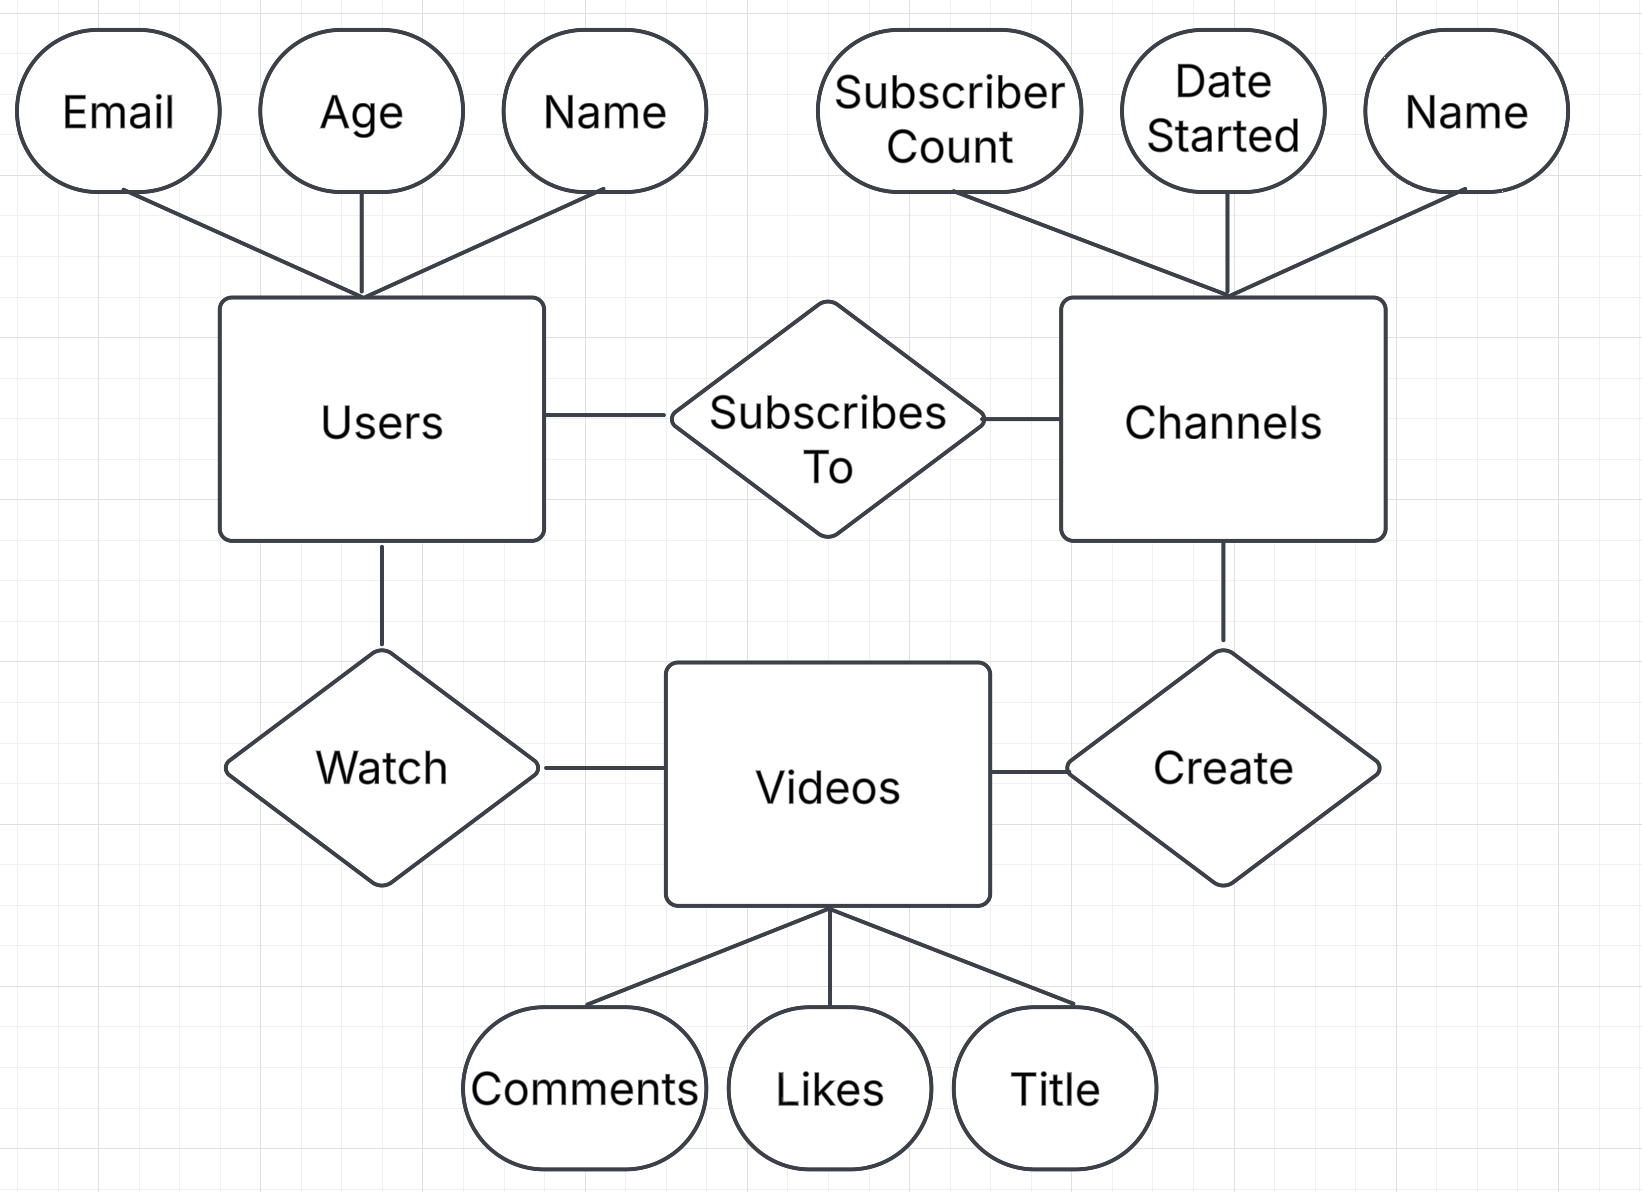 Email
Age
Name
Subscriber
Count
Date
Started
Name
Users
Subscribes
To
Channels
Watch
Videos
Create
Comments
Likes
Title